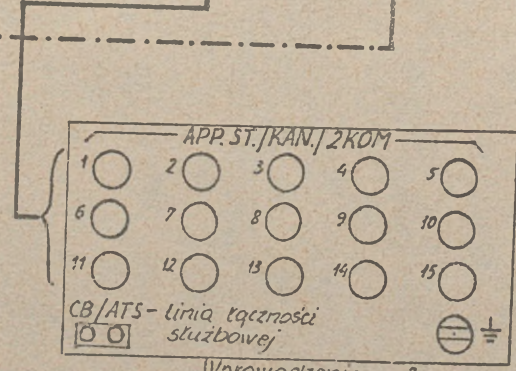 APP. ST./KAN./2KOM
1 2 3 4 5
6 7 8 9 10
11 12 13 14 15
CB/ATS - linia łączności
służbowej